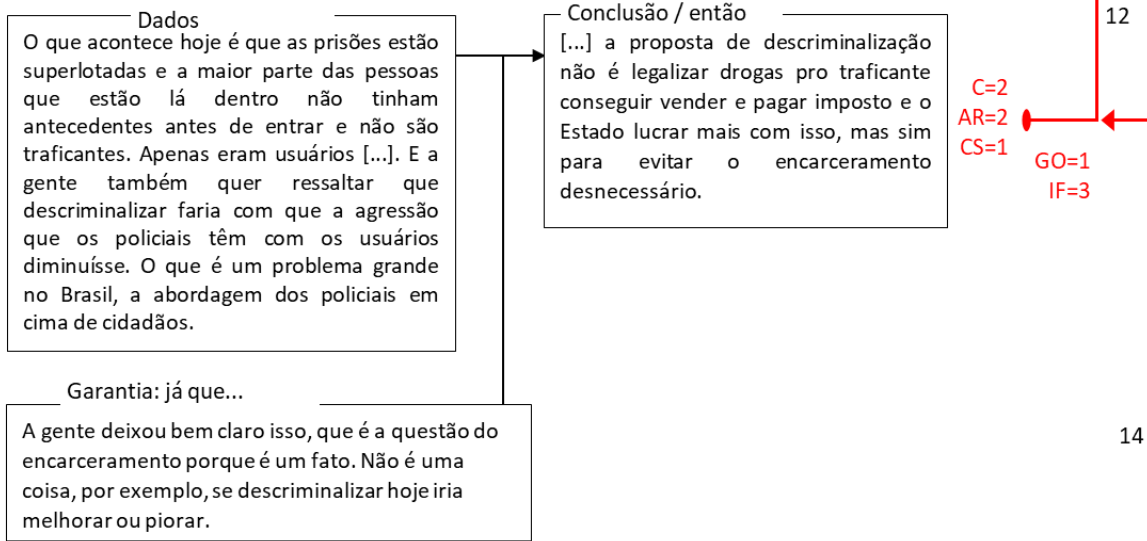 Dados
O que acontece hoje é que as prisões estão
superlotadas e a maior parte das pessoas
que estão lá dentro não tinham
antecedentes antes de entrar e não são
traficantes. Apenas eram usuários [...]. E a
gente também quer ressaltar que
descriminalizar faria com que a agressão
que os policiais têm com os usuários
diminuísse. O que é um problema grande
no Brasil, a abordagem dos policiais em
cima de cidadãos.
Conclusão / então
[...] a proposta de descriminalização
não é legalizar drogas pro traficante
conseguir vender e pagar imposto e o
Estado lucrar mais com isso, mas sim
para evitar o encarceramento
desnecessário.
12
C=2
AR=2
CS=1
GO=1
IF=3
Garantia: já que...
A gente deixou bem claro isso, que é a questão do
encarceramento porque é um fato. Não é uma
coisa, por exemplo, se descriminalizar hoje iria
melhorar ou piorar.
14